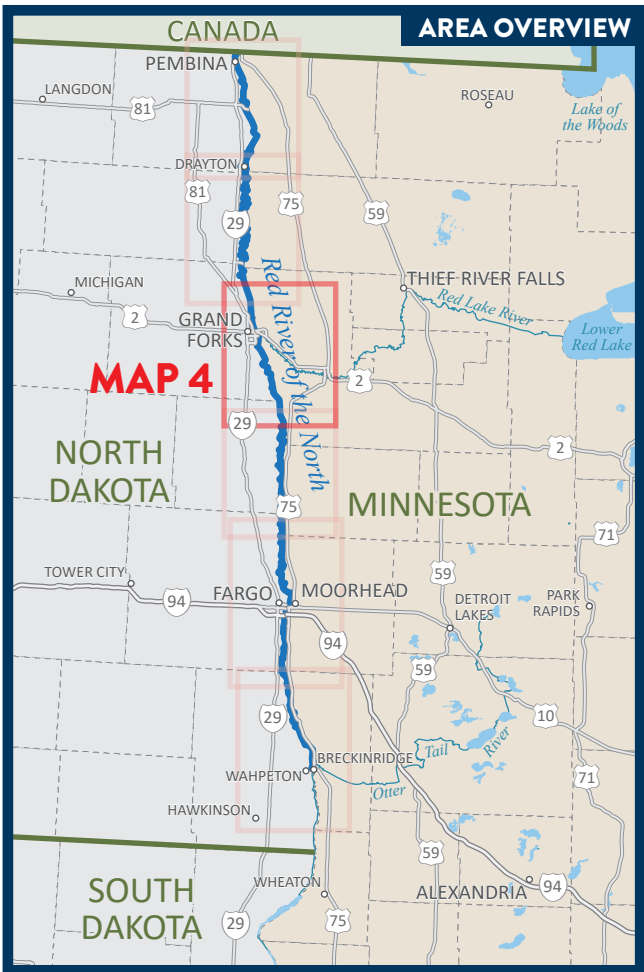 AREA OVERVIEW
CANADA
PEMBINA
LANGDON
81
ROSEAU
Lake of
the Woods
DRAYTON
81
75
59
29
Red River of the North
MICHIGAN
THIEF RIVER FALLS
2
Red Lake River
GRAND
FORKS
Lower
Red Lake
MAP 4
2
29
2
NORTH
DAKOTA
MINNESOTA
75
71
TOWER CITY
59
94
FARGO
MOORHEAD
DETROIT
LAKES
PARK
RAPIDS
94
59
29
10
BRECKINRIDGE
Tail
River
WAHPETON
Otter
71
HAWKINSON
59
SOUTH
DAKOTA
WHEATON
ALEXANDRIA
94
29
75